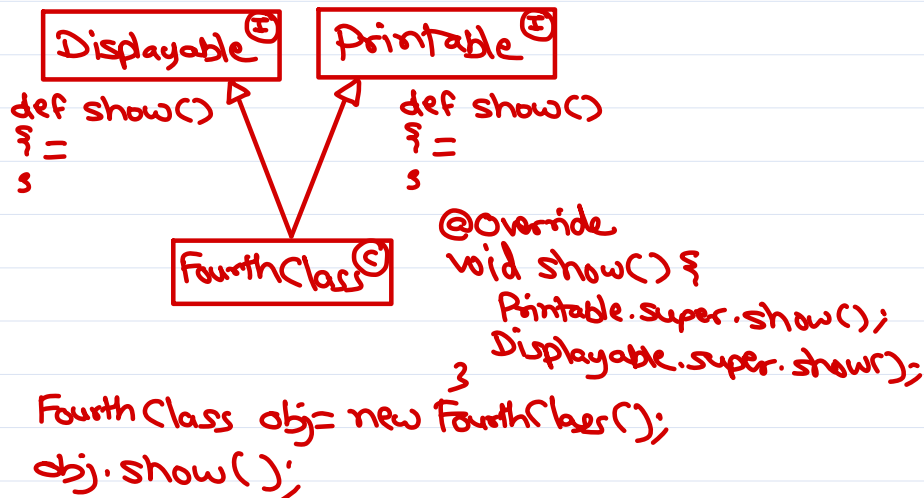 Displayable I
Printable I
def show()
{ =
}
def show()
{ =
}
FourthClass C
@Override
void show() {
Printable.super.show();
Displayable.super.show();
}
FourthClass obj = new FourthClass();
obj.show();